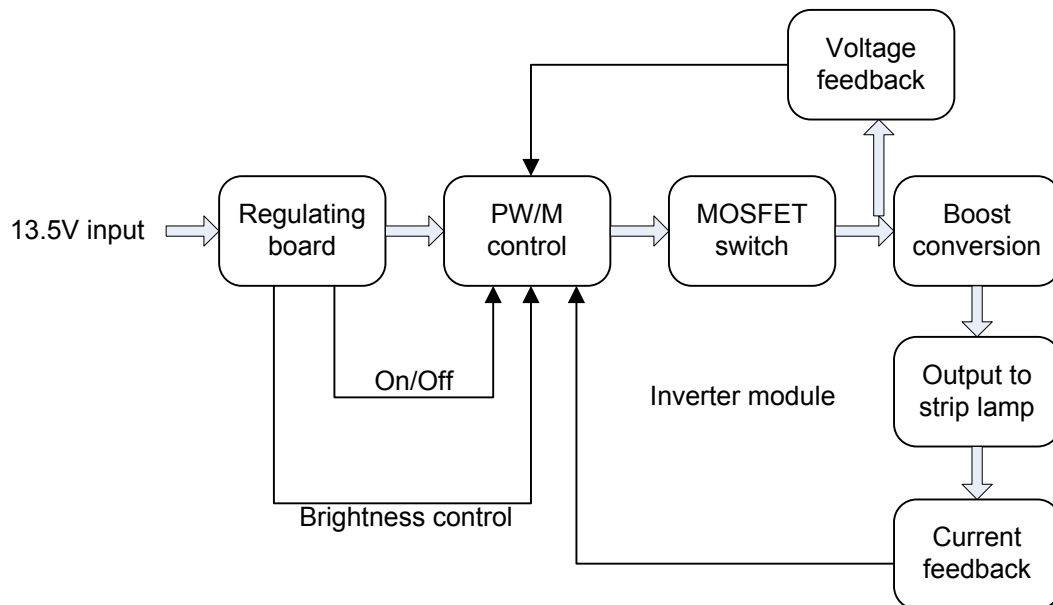 Voltage
feedback
13.5V input
Regulating
board
PW/M
control
MOSFET
switch
Boost
conversion
On/Off
Inverter module
Output to
strip lamp
Brightness control
Current
feedback